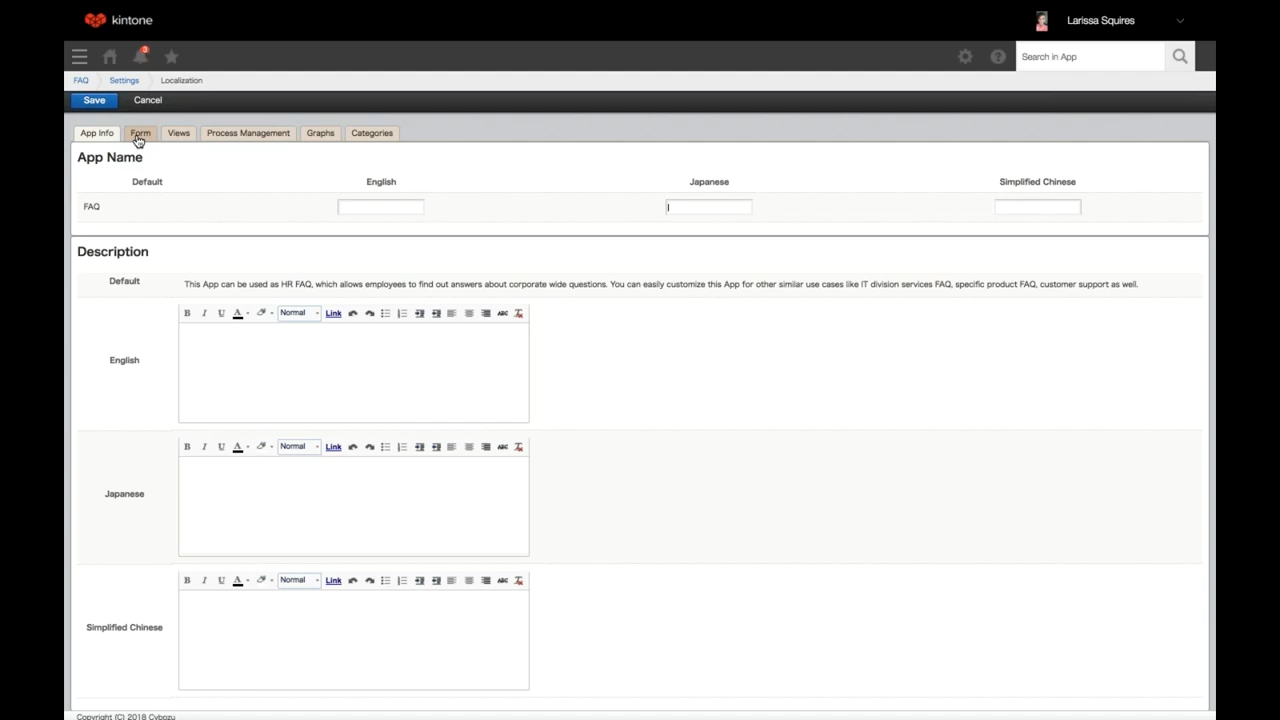 kintone
Larissa Squires
3
Search in App
FAQ Settings Localization
Save Cancel
App Info Form Views Process Management Graphs Categories
App Name
Default English Japanese Simplified Chinese
FAQ
Description
Default This App can be used as HR FAQ, which allows employees to find out answers about corporate wide questions. You can easily customize this App for other similar use cases like IT division services FAQ, specific product FAQ, customer support as well.
B I U A Normal Link ABC
English
B I U A Normal Link ABC
Japanese
B I U A Normal Link ABC
Simplified Chinese
Copyright (C) 2018 Cybozu